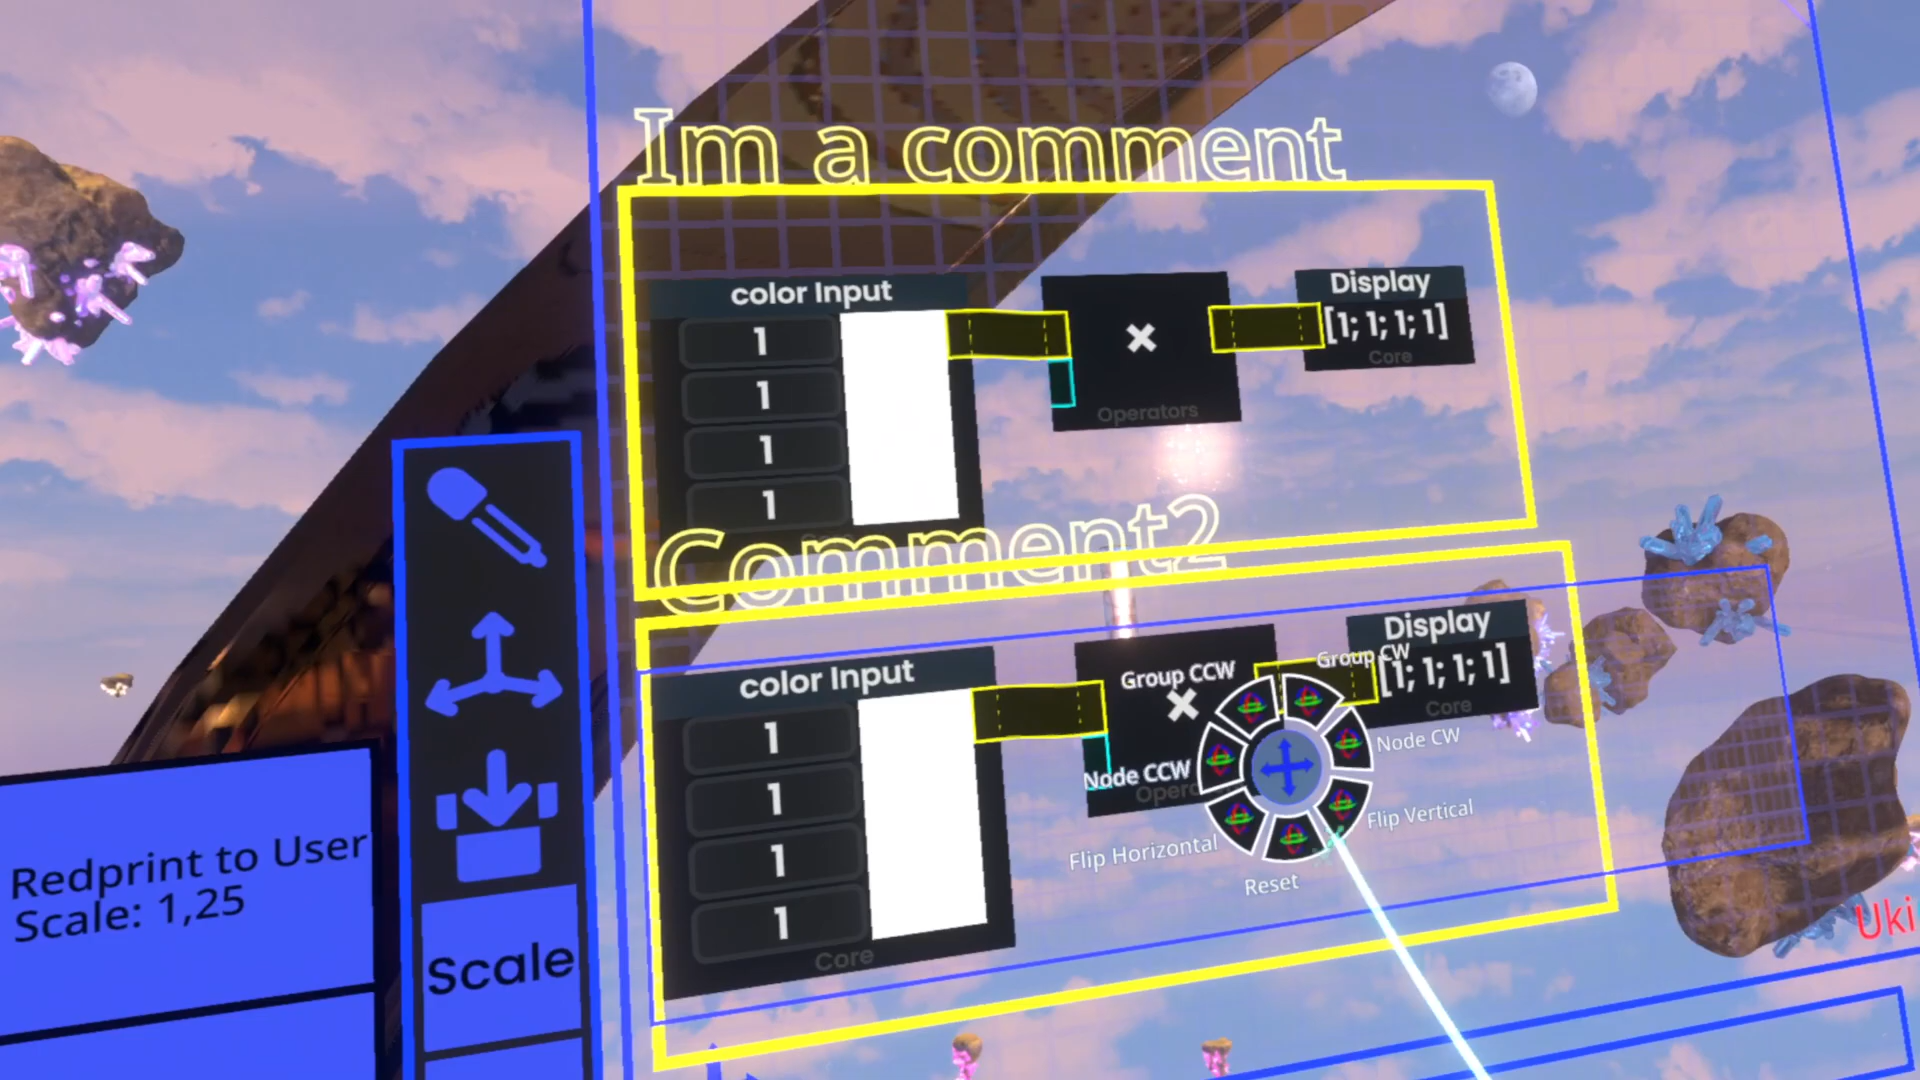 Im a comment
color Input
1
1
1
1
×
Operators
Display
[1; 1; 1; 1]
Core
Comment2
color Input
1
1
1
1
Core
×
Display
[1; 1; 1; 1]
Core
Group CCW
Group CW
Node CCW
Node CW
Flip Horizontal
Flip Vertical
Reset
Redprint to User
Scale: 1,25
Scale
Uki